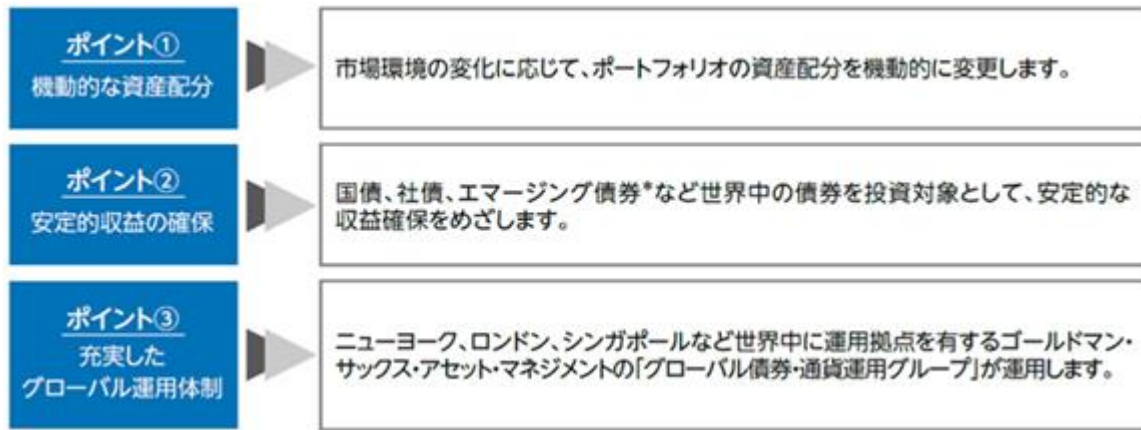 ポイント①
機動的な資産配分
市場環境の変化に応じて、ポートフォリオの資産配分を機動的に変更します。
ポイント②
安定的収益の確保
国債、社債、エマージング債券*など世界中の債券を投資対象として、安定的な
収益確保をめざします。
ポイント③
充実した
グローバル運用体制
ニューヨーク、ロンドン、シンガポールなど世界中に運用拠点を有するゴールドマン・
サックス・アセット・マネジメントの「グローバル債券・通貨運用グループ」が運用します。